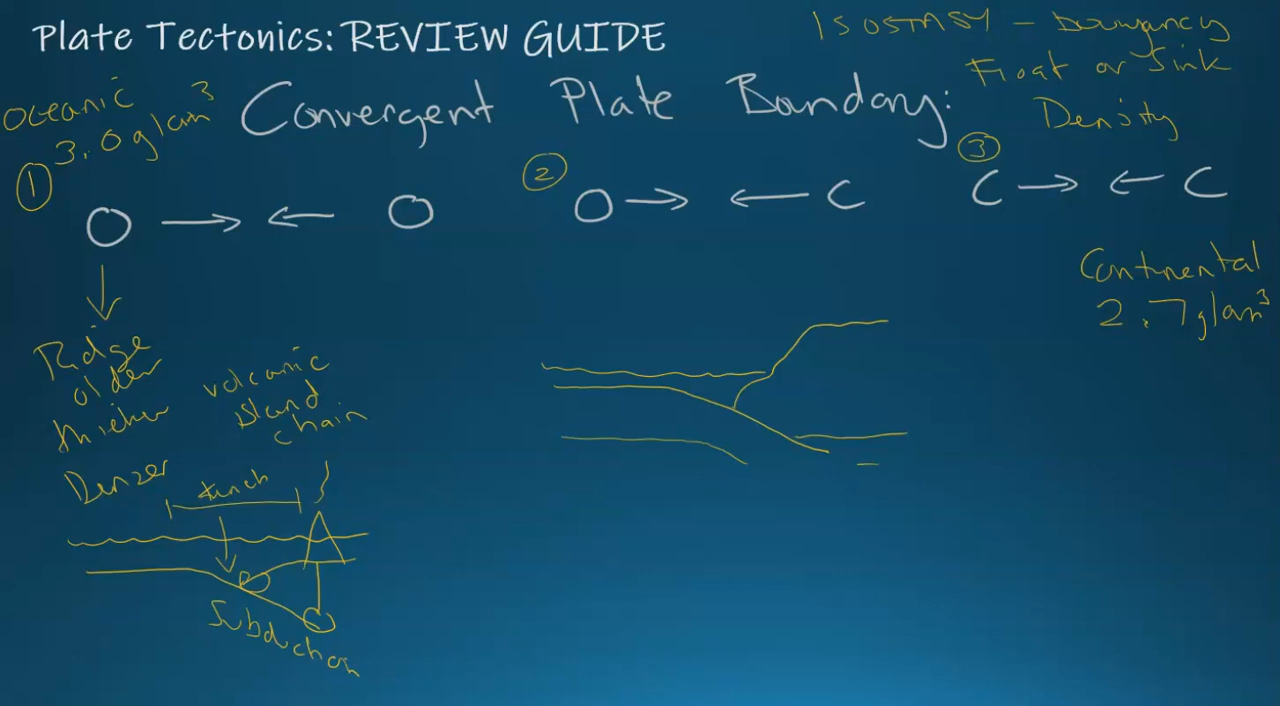 Plate Tectonics: REVIEW GUIDE
ISOSTASY - Bouyancy
Float or Sink
Density
Oceanic
3.0 g/cm³
Convergent Plate Boundary:
① O → ← O
② O → ← C
③ C → ← C
Continental
2.7 g/cm³
Ridge
older
thicker
Denzer
volcanic
island
chain
trench
Subduction